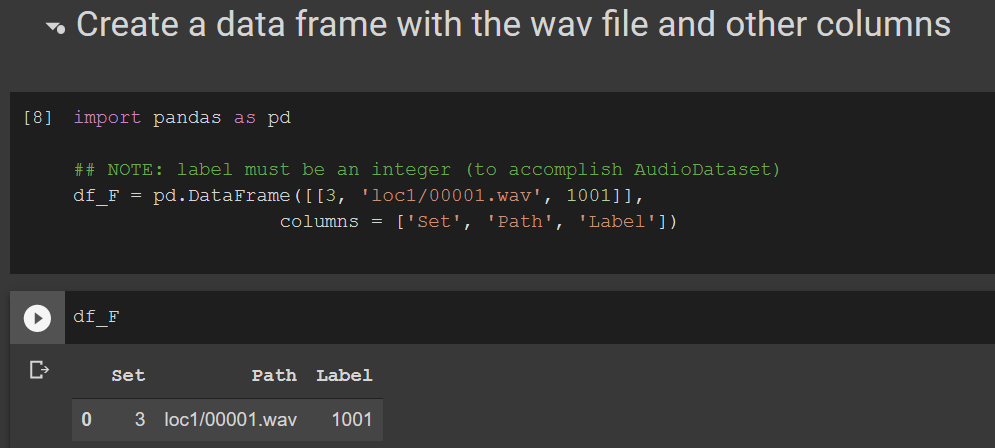 Create a data frame with the wav file and other columns
[8] import pandas as pd
## NOTE: label must be an integer (to accomplish AudioDataset)
df_F = pd.DataFrame([[3, 'loc1/00001.wav', 1001]],
columns = ['Set', 'Path', 'Label'])
df_F
Set Path Label
0 3 loc1/00001.wav 1001